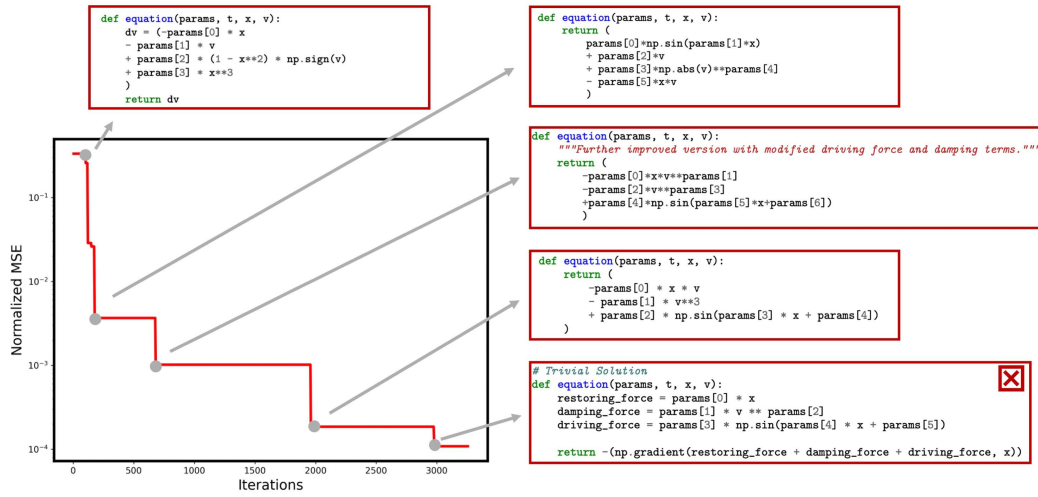 def equation(params, t, x, v):
    dv = (-params[0] * x
    - params[1] * v
    + params[2] * (1 - x**2) * np.sign(v)
    + params[3] * x**3
    )
    return dv
def equation(params, t, x, v):
    return (
        params[0]*np.sin(params[1]*x)
        + params[2]*v
        + params[3]*np.abs(v)**params[4]
        - params[5]*x*v
        )
def equation(params, t, x, v):
    """Further improved version with modified driving force and damping terms."""
    return (
        -params[0]*x*v**params[1]
        -params[2]*v**params[3]
        +params[4]*np.sin(params[5]*x+params[6])
        )
def equation(params, t, x, v):
    return (
        -params[0] * x * v
        - params[1] * v**3
        + params[2] * np.sin(params[3] * x + params[4])
    )
# Trivial Solution
def equation(params, t, x, v):
    restoring_force = params[0] * x
    damping_force = params[1] * v ** params[2]
    driving_force = params[3] * np.sin(params[4] * x + params[5])
    return -(np.gradient(restoring_force + damping_force + driving_force, x))
Normalized MSE
10⁻¹
10⁻²
10⁻³
10⁻⁴
0 500 1000 1500 2000 2500 3000
Iterations